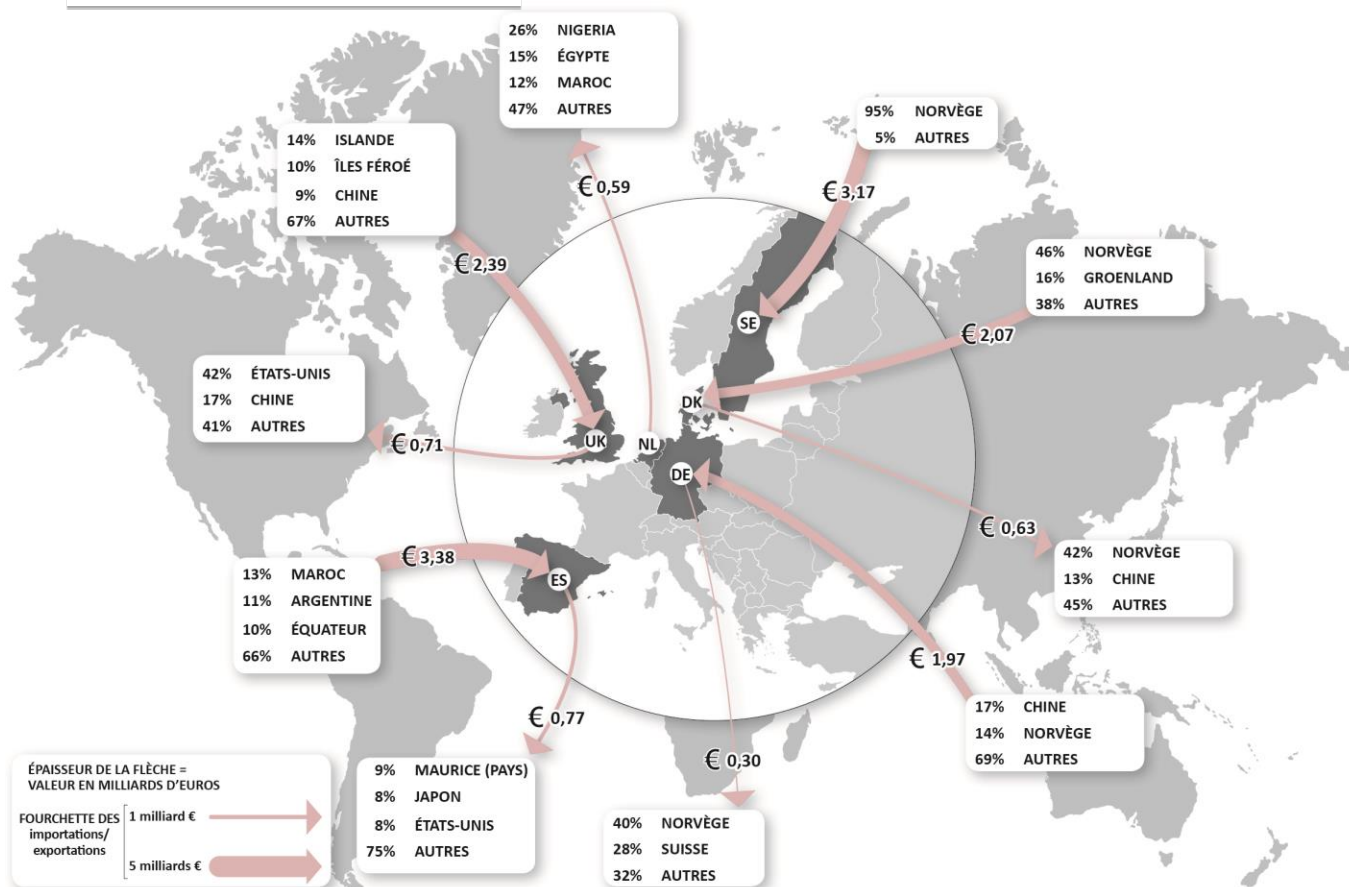 26% NIGERIA
15% ÉGYPTE
12% MAROC
47% AUTRES
95% NORVÈGE
5% AUTRES
14% ISLANDE
10% ÎLES FÉROÉ
9% CHINE
67% AUTRES
€ 0,59
€ 3,17
46% NORVÈGE
16% GROENLAND
38% AUTRES
€ 2,39
SE
€ 2,07
42% ÉTATS-UNIS
17% CHINE
41% AUTRES
DK
€ 0,71
UK
NL
DE
€ 0,63
€ 3,38
42% NORVÈGE
13% CHINE
45% AUTRES
13% MAROC
11% ARGENTINE
10% ÉQUATEUR
66% AUTRES
ES
€ 1,97
€ 0,77
17% CHINE
14% NORVÈGE
69% AUTRES
€ 0,30
9% MAURICE (PAYS)
8% JAPON
8% ÉTATS-UNIS
75% AUTRES
40% NORVÈGE
28% SUISSE
32% AUTRES
ÉPAISSEUR DE LA FLÈCHE =
VALEUR EN MILLIARDS D'EUROS
FOURCHETTE DES
importations/
exportations
1 milliard €
5 milliards €